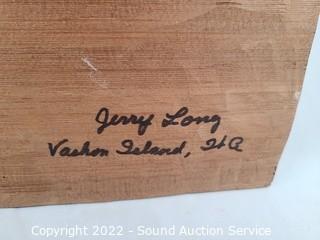 Jerry Long
Vashon Island, WA
Copyright 2022 - Sound Auction Service